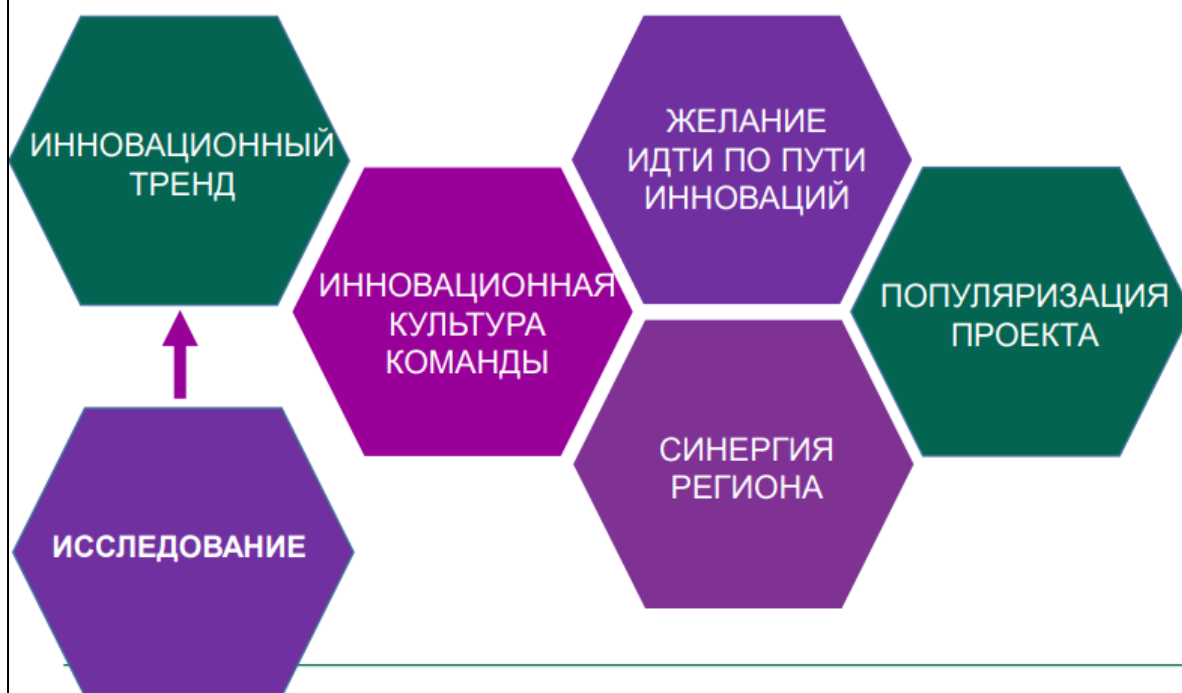 ИННОВАЦИОННЫЙ
ТРЕНД
ИННОВАЦИОННАЯ
КУЛЬТУРА
КОМАНДЫ
ЖЕЛАНИЕ
ИДТИ ПО ПУТИ
ИННОВАЦИЙ
ПОПУЛЯРИЗАЦИЯ
ПРОЕКТА
СИНЕРГИЯ
РЕГИОНА
ИССЛЕДОВАНИЕ